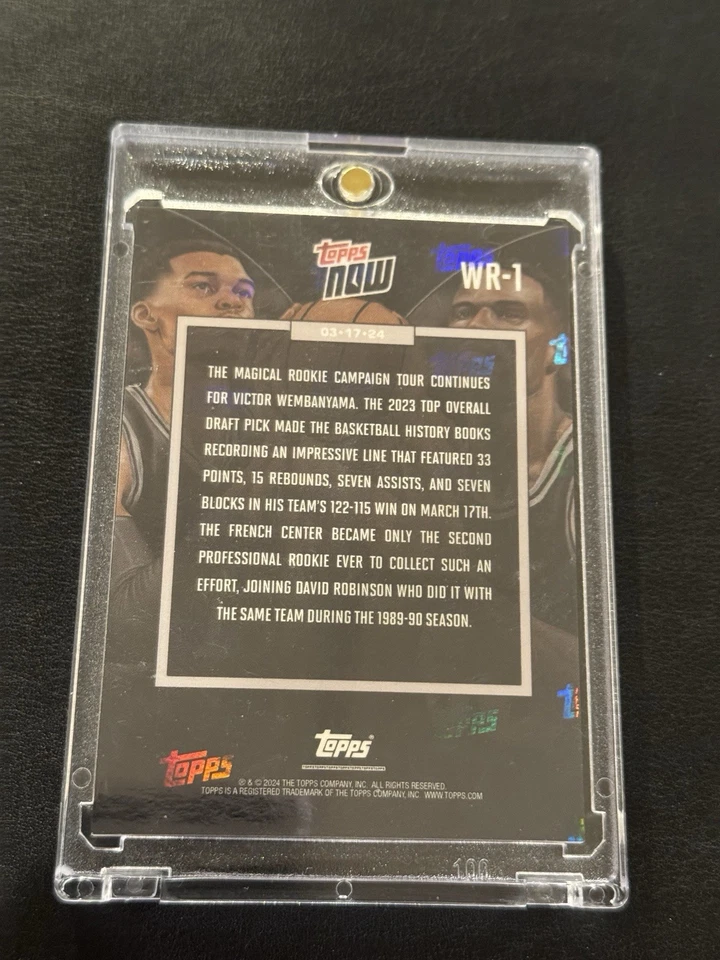 TOPPS
NOW
WR-1
03•17•24
THE MAGICAL ROOKIE CAMPAIGN TOUR CONTINUES
FOR VICTOR WEMBANYAMA. THE 2023 TOP OVERALL
DRAFT PICK MADE THE BASKETBALL HISTORY BOOKS
RECORDING AN IMPRESSIVE LINE THAT FEATURED 33
POINTS, 15 REBOUNDS, SEVEN ASSISTS, AND SEVEN
BLOCKS IN HIS TEAM'S 122-115 WIN ON MARCH 17TH.
THE FRENCH CENTER BECAME ONLY THE SECOND
PROFESSIONAL ROOKIE EVER TO COLLECT SUCH AN
EFFORT, JOINING DAVID ROBINSON WHO DID IT WITH
THE SAME TEAM DURING THE 1989-90 SEASON.
TOPPS®
TOPPS
® & © 2024 THE TOPPS COMPANY, INC. ALL RIGHTS RESERVED.
TOPPS IS A REGISTERED TRADEMARK OF THE TOPPS COMPANY, INC. WWW.TOPPS.COM